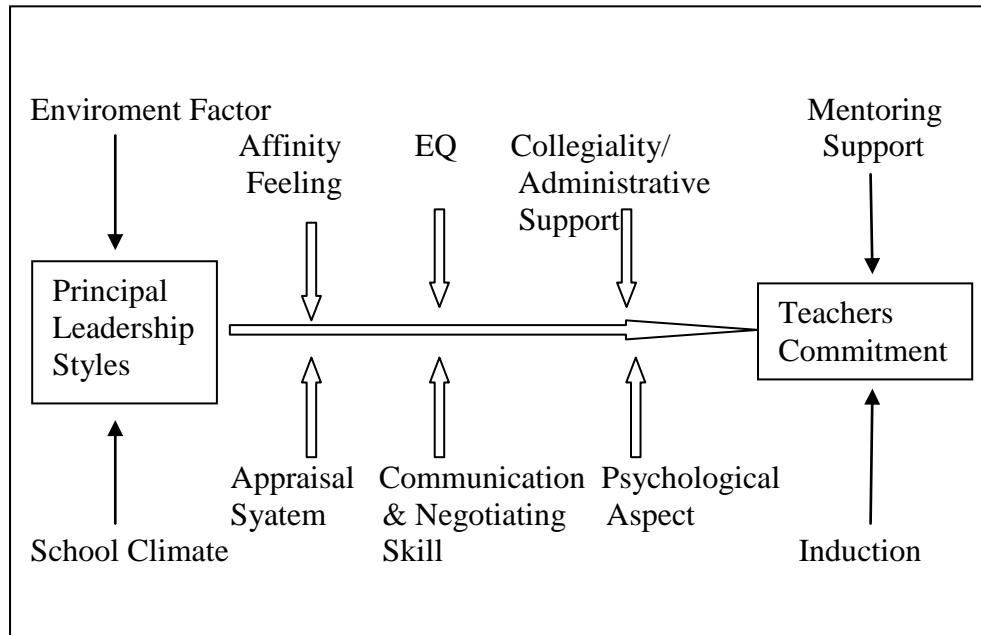 Enviroment Factor
Mentoring
Support
Affinity
Feeling
EQ
Collegiality/
Administrative
Support
Principal
Leadership
Styles
Teachers
Commitment
Appraisal
Syatem
Communication
& Negotiating
Skill
Psychological
Aspect
School Climate
Induction